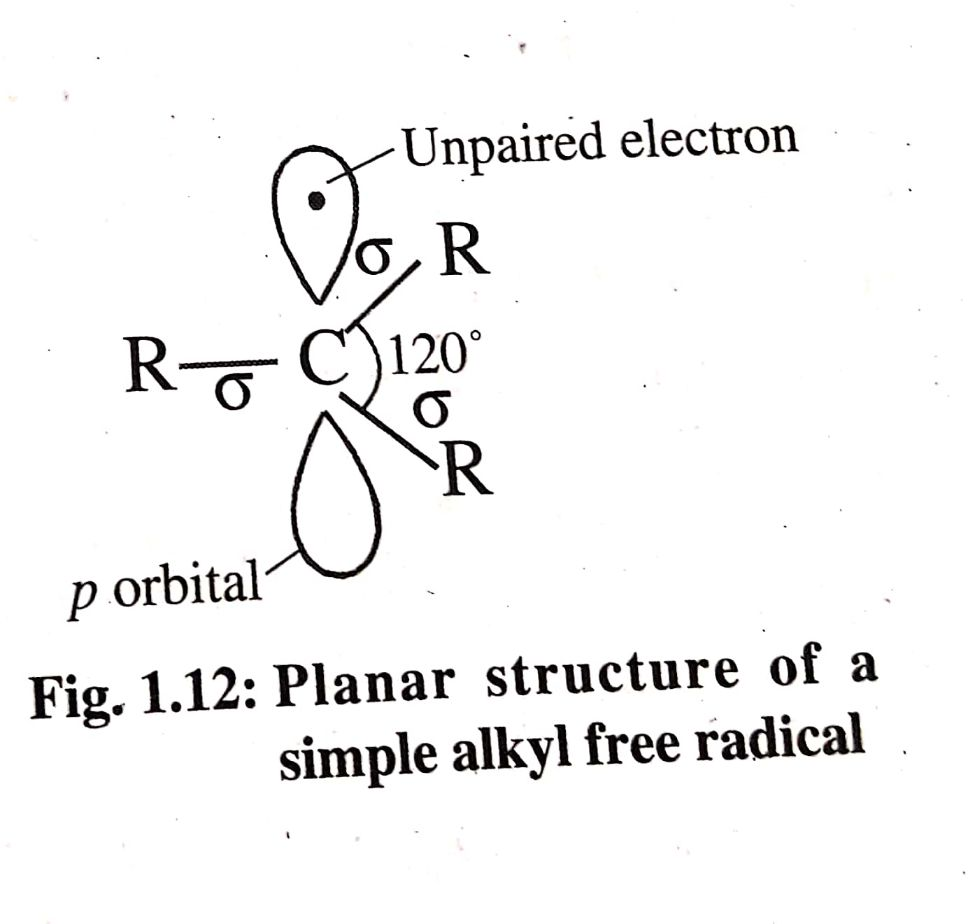 Unpaired electron
σ R
R σ C 120°
σ
R
p orbital
Fig. 1.12: Planar structure of a
simple alkyl free radical